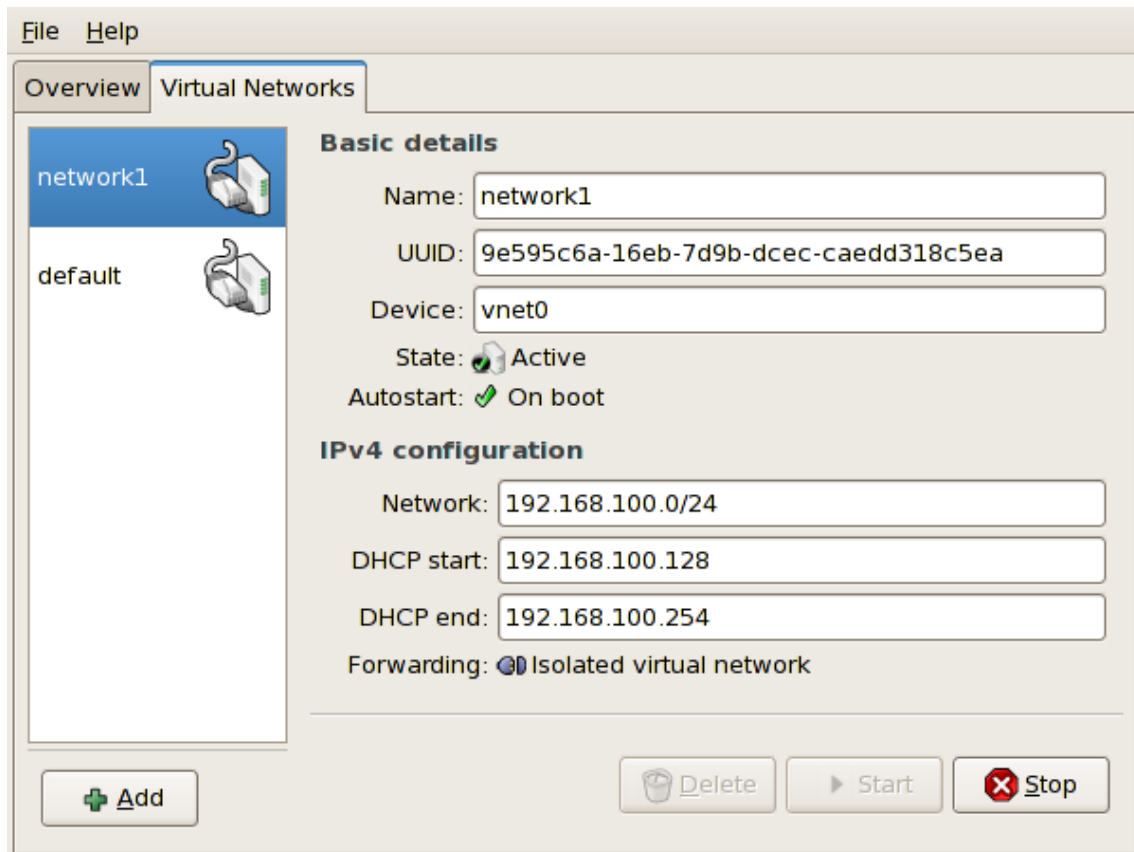 File Help
Overview Virtual Networks
network1
default
Basic details
Name: network1
UUID: 9e595c6a-16eb-7d9b-dcec-caedd318c5ea
Device: vnet0
State: Active
Autostart: On boot
IPv4 configuration
Network: 192.168.100.0/24
DHCP start: 192.168.100.128
DHCP end: 192.168.100.254
Forwarding: Isolated virtual network
Add
Delete Start Stop